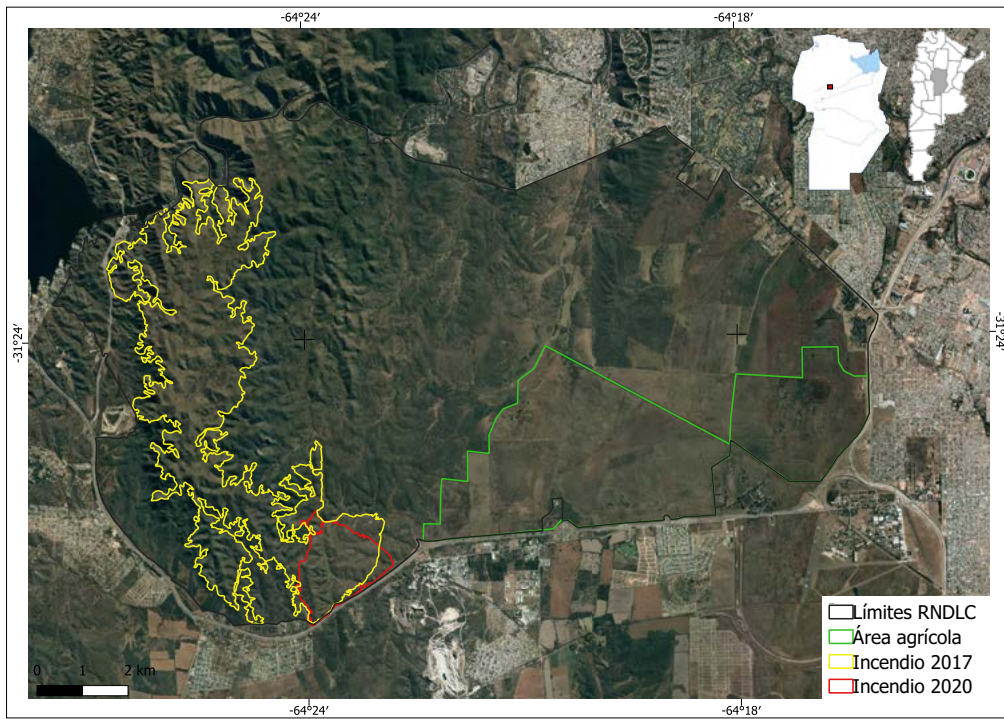 -64°24′
-64°18′
-31°24′
-31°24′
Límites RNDLC
Área agrícola
Incendio 2017
Incendio 2020
0 1 2 km
-64°24′
-64°18′